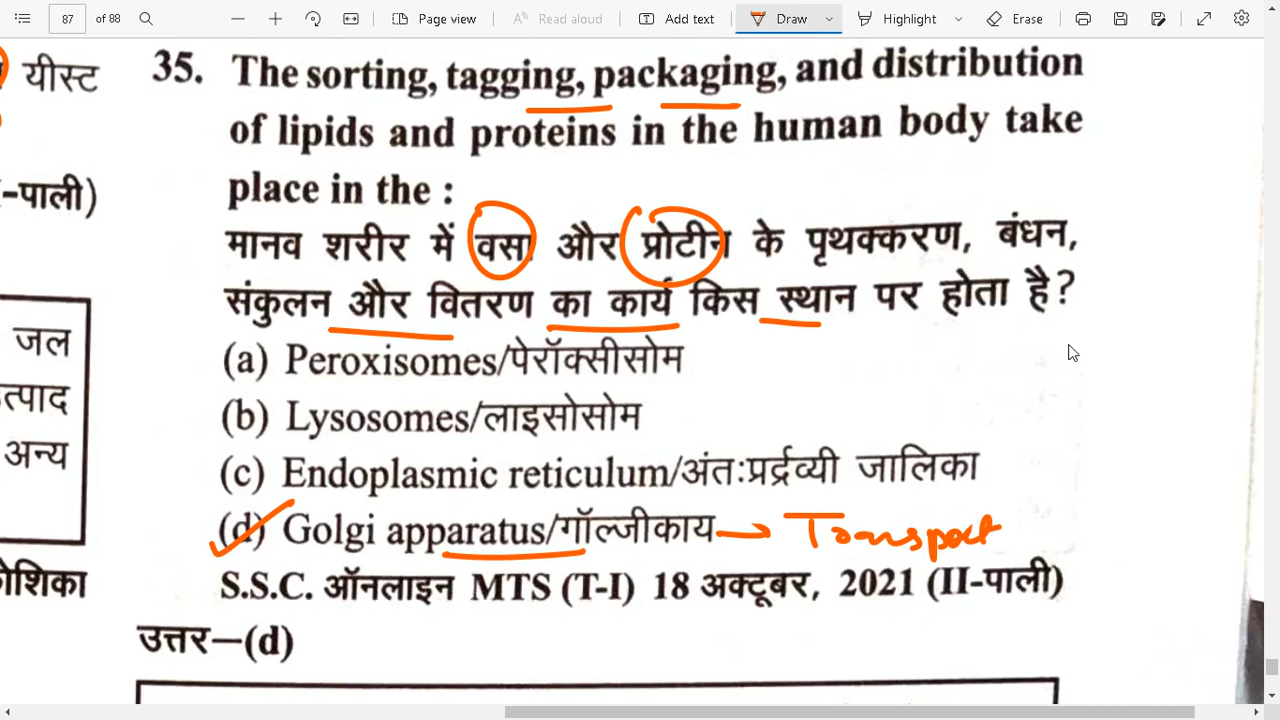 87 of 88 Page view Read aloud Add text Draw Highlight Erase
35. The sorting, tagging, packaging, and distribution
of lipids and proteins in the human body take
place in the :
मानव शरीर में वसा और प्रोटीन के पृथक्करण, बंधन,
संकुलन और वितरण का कार्य किस स्थान पर होता है?
(a) Peroxisomes/पेरॉक्सीसोम
(b) Lysosomes/लाइसोसोम
(c) Endoplasmic reticulum/अंतःप्रर्द्रव्यी जालिका
(d) Golgi apparatus/गॉल्जीकाय → Transport
S.S.C. ऑनलाइन MTS (T-I) 18 अक्टूबर, 2021 (II-पाली)
उत्तर–(d)
यीस्ट
-पाली)
जल
त्पाद
अन्य